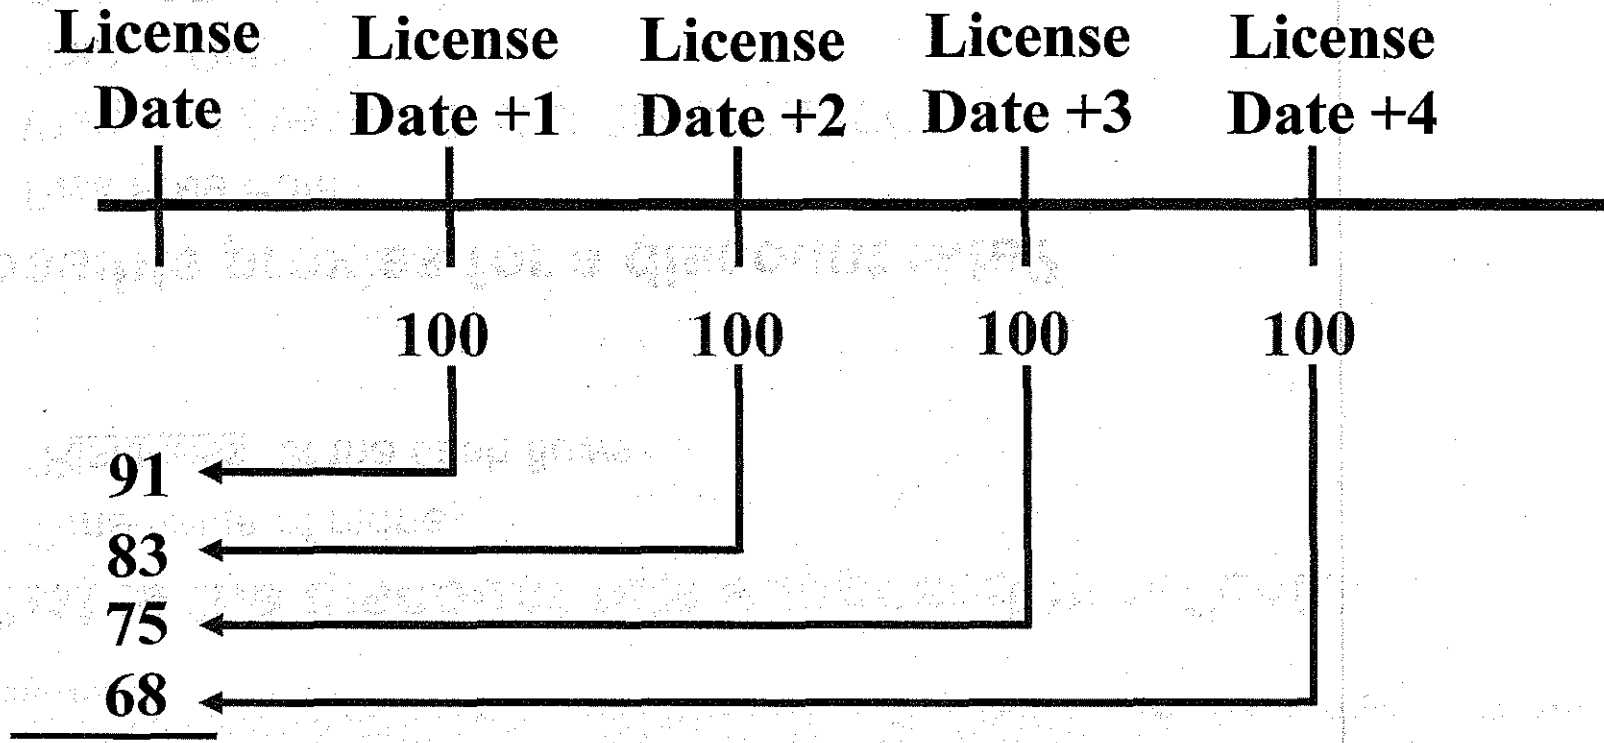 License License License License License
Date Date +1 Date +2 Date +3 Date +4
100 100 100 100
91
83
75
68